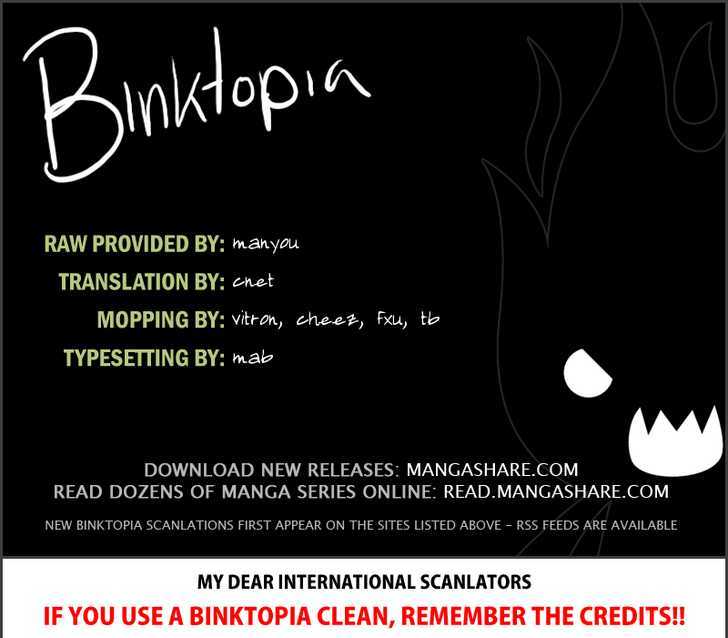 Binktopia
RAW PROVIDED BY: manyou
TRANSLATION BY: cnet
MOPPING BY: vitron, cheez, fxu, tb
TYPESETTING BY: mab
DOWNLOAD NEW RELEASES: MANGASHARE.COM
READ DOZENS OF MANGA SERIES ONLINE: READ.MANGASHARE.COM
NEW BINKTOPIA SCANLATIONS FIRST APPEAR ON THE SITES LISTED ABOVE - RSS FEEDS ARE AVAILABLE
MY DEAR INTERNATIONAL SCANLATORS
IF YOU USE A BINKTOPIA CLEAN, REMEMBER THE CREDITS!!